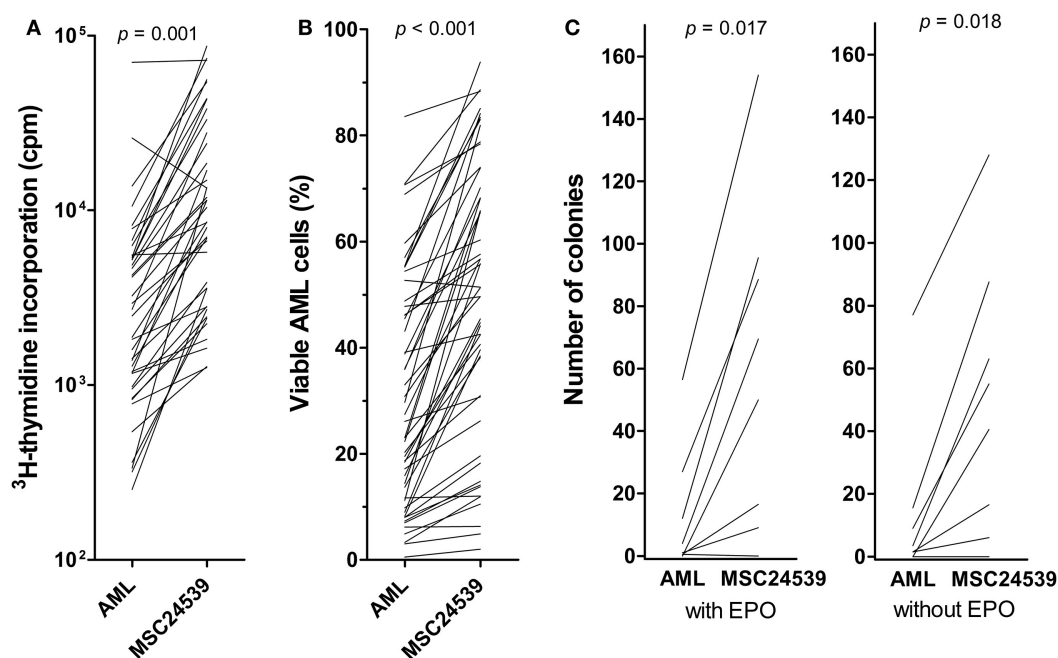 A
p = 0.001
³H-thymidine incorporation (cpm)
10⁵
10⁴
10³
10²
AML
MSC24539
B
p < 0.001
Viable AML cells (%)
100
80
60
40
20
0
AML
MSC24539
C
p = 0.017
Number of colonies
160
140
120
100
80
60
40
20
0
AML MSC24539
with EPO
p = 0.018
160
140
120
100
80
60
40
20
0
AML MSC24539
without EPO